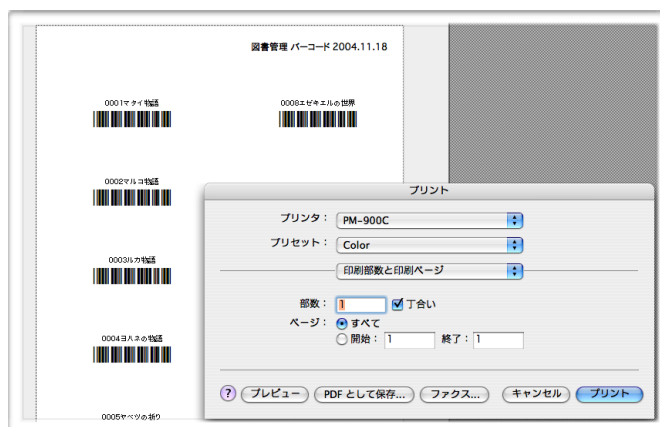 図書管理 バーコード 2004.11.18
0001マタイ物語
0008エゼキエルの世界
0002マルコ物語
0003ルカ物語
0004ヨハネの物語
0005ヤベツの祈り
プリント
プリンタ： PM-900C
プリセット： Color
印刷部数と印刷ページ
部数： 1 丁合い
ページ： すべて
開始： 1 終了： 1
? プレビュー PDF として保存... ファクス... キャンセル プリント